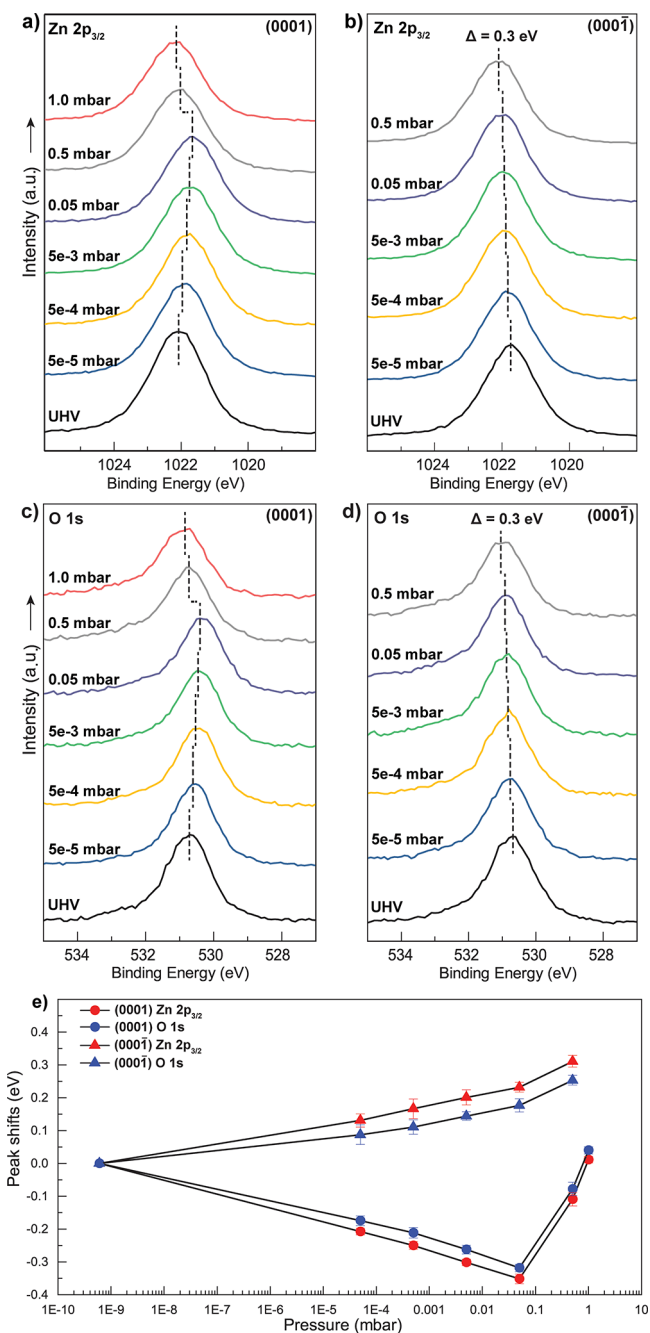 a)
Zn 2p3/2
(0001)
1.0 mbar
0.5 mbar
0.05 mbar
5e-3 mbar
5e-4 mbar
5e-5 mbar
UHV
Intensity (a.u.)
1024 1022 1020
Binding Energy (eV)
b)
Zn 2p3/2
Δ = 0.3 eV
(0001̄)
0.5 mbar
0.05 mbar
5e-3 mbar
5e-4 mbar
5e-5 mbar
UHV
1024 1022 1020
Binding Energy (eV)
c)
O 1s
(0001)
1.0 mbar
0.5 mbar
0.05 mbar
5e-3 mbar
5e-4 mbar
5e-5 mbar
UHV
Intensity (a.u.)
534 532 530 528
Binding Energy (eV)
d)
O 1s
Δ = 0.3 eV
(0001̄)
0.5 mbar
0.05 mbar
5e-3 mbar
5e-4 mbar
5e-5 mbar
UHV
534 532 530 528
Binding Energy (eV)
e)
(0001) Zn 2p3/2
(0001) O 1s
(0001̄) Zn 2p3/2
(0001̄) O 1s
Peak shifts (eV)
0.4
0.3
0.2
0.1
0.0
-0.1
-0.2
-0.3
-0.4
1E-10 1E-9 1E-8 1E-7 1E-6 1E-5 1E-4 0.001 0.01 0.1 1 10
Pressure (mbar)